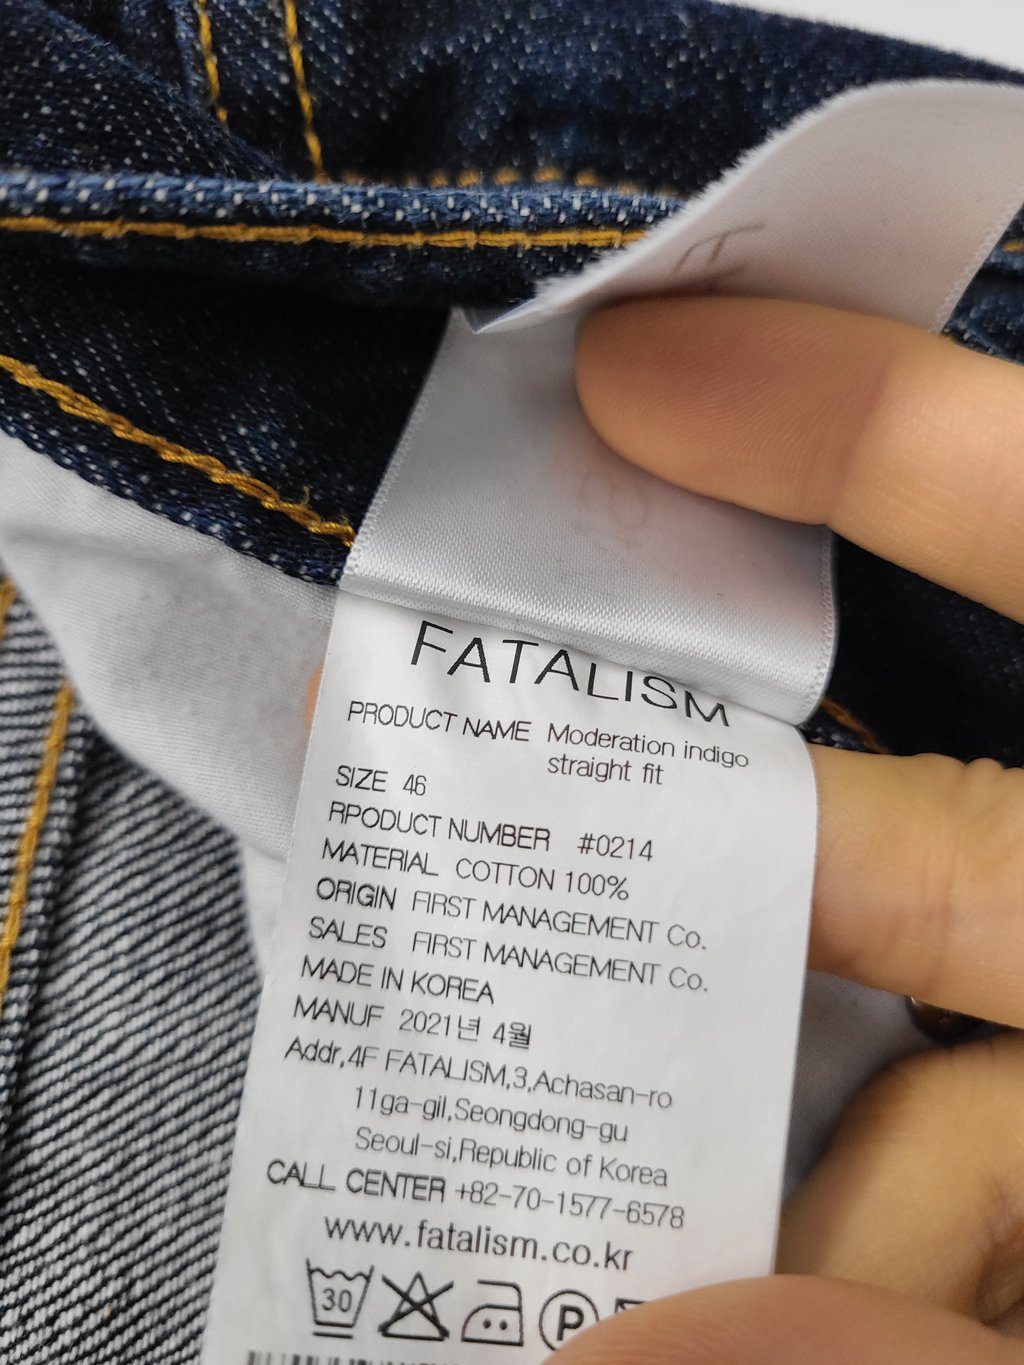 FATALISM
PRODUCT NAME Moderation indigo
straight fit
SIZE 46
RPODUCT NUMBER #0214
MATERIAL COTTON 100%
ORIGIN FIRST MANAGEMENT Co.
SALES FIRST MANAGEMENT Co.
MADE IN KOREA
MANUF 2021년 4월
Addr,4F FATALISM,3,Achasan-ro
11ga-gil,Seongdong-gu
Seoul-si,Republic of Korea
CALL CENTER +82-70-1577-6578
www.fatalism.co.kr
30 P